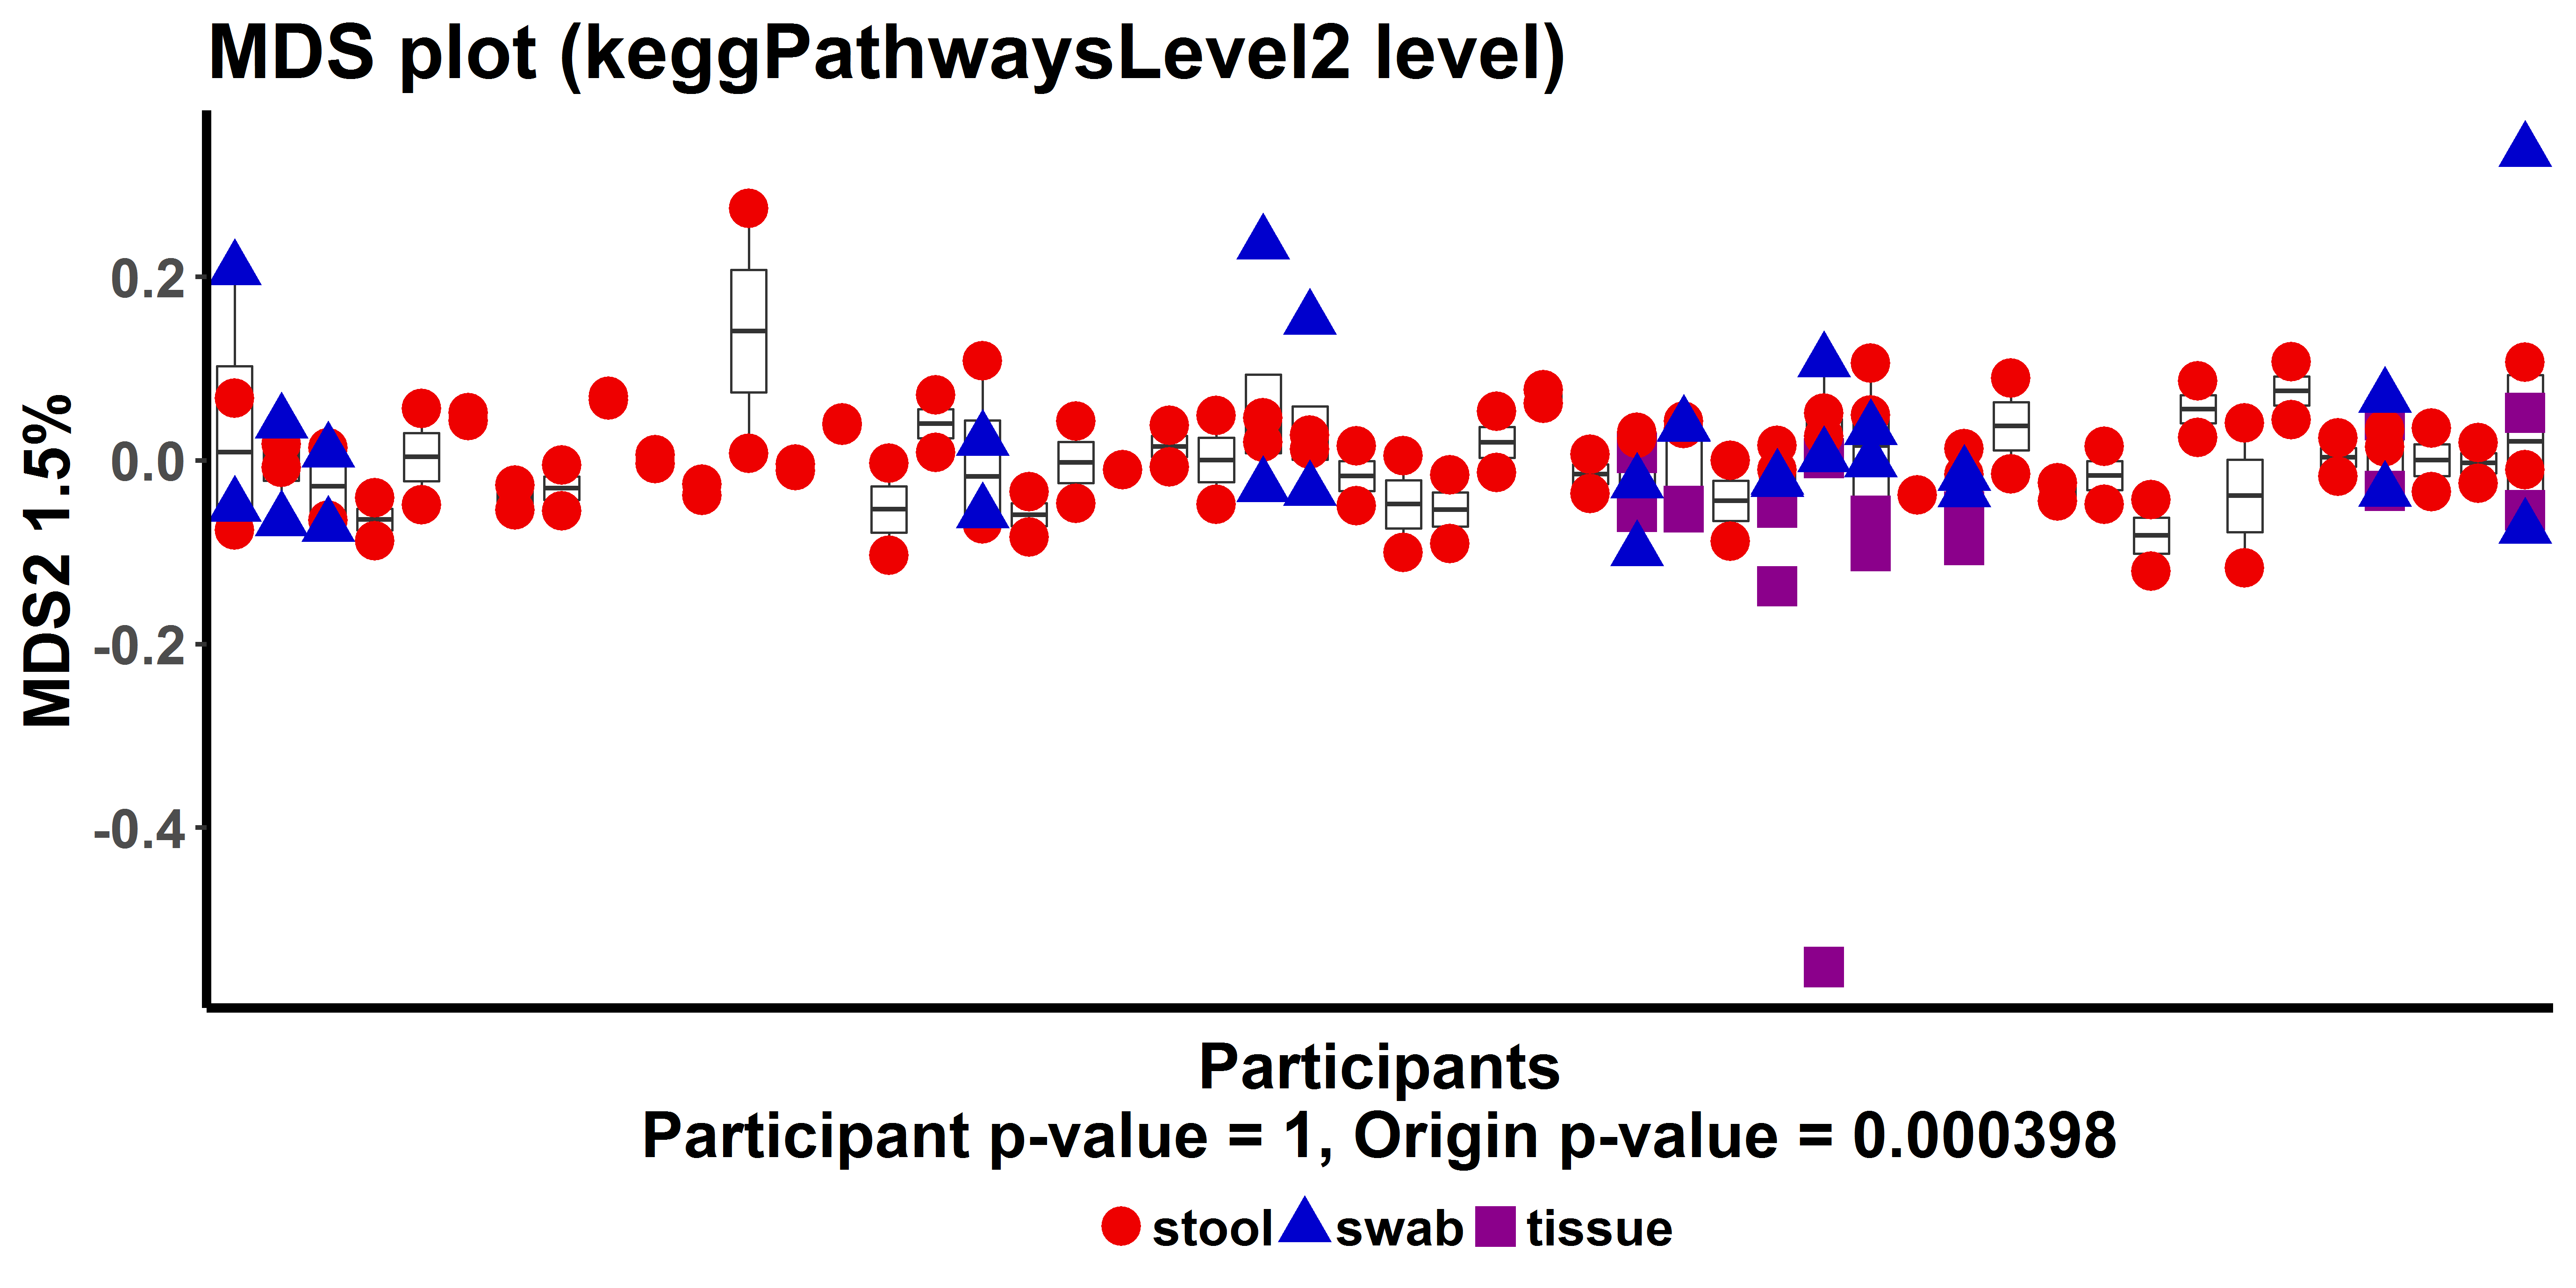 MDS plot (keggPathwaysLevel2 level)
MDS2 1.5%
0.2
0.0
-0.2
-0.4
Participants
Participant p-value = 1, Origin p-value = 0.000398
stool swab tissue